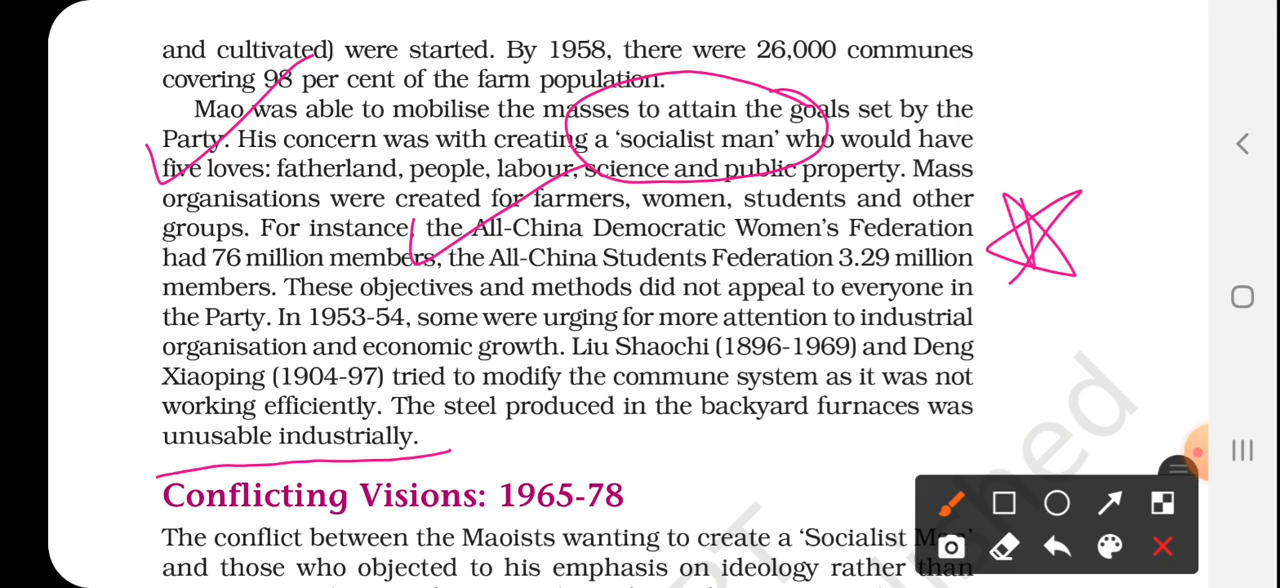 and cultivated) were started. By 1958, there were 26,000 communes
covering 98 per cent of the farm population.
Mao was able to mobilise the masses to attain the goals set by the
Party. His concern was with creating a 'socialist man' who would have
five loves: fatherland, people, labour, science and public property. Mass
organisations were created for farmers, women, students and other
groups. For instance, the All-China Democratic Women's Federation
had 76 million members, the All-China Students Federation 3.29 million
members. These objectives and methods did not appeal to everyone in
the Party. In 1953-54, some were urging for more attention to industrial
organisation and economic growth. Liu Shaochi (1896-1969) and Deng
Xiaoping (1904-97) tried to modify the commune system as it was not
working efficiently. The steel produced in the backyard furnaces was
unusable industrially.
Conflicting Visions: 1965-78
The conflict between the Maoists wanting to create a 'Socialist Man'
and those who objected to his emphasis on ideology rather than